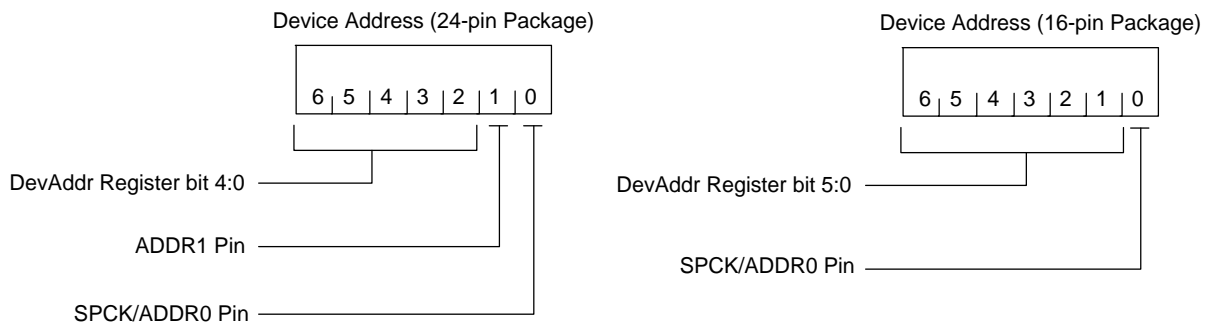 Device Address (24-pin Package)
6 5 4 3 2 1 0
DevAddr Register bit 4:0
ADDR1 Pin
SPCK/ADDR0 Pin
Device Address (16-pin Package)
6 5 4 3 2 1 0
DevAddr Register bit 5:0
SPCK/ADDR0 Pin